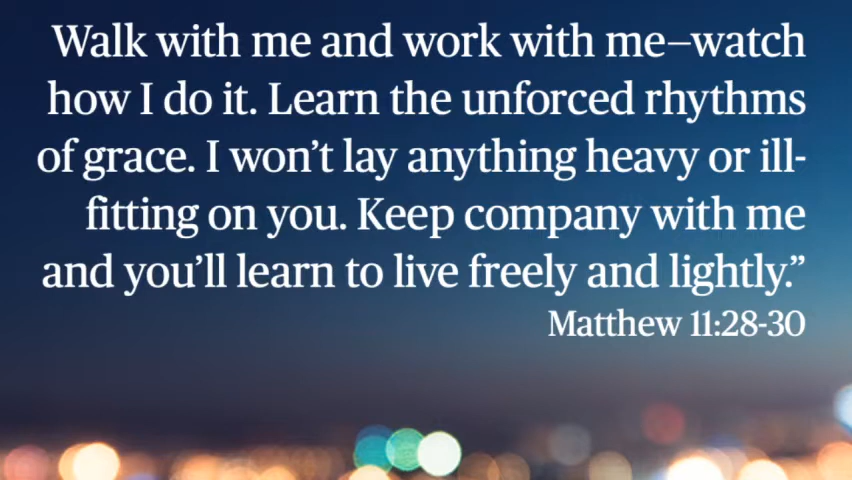 Walk with me and work with me—watch
how I do it. Learn the unforced rhythms
of grace. I won’t lay anything heavy or ill-
fitting on you. Keep company with me
and you’ll learn to live freely and lightly.”
Matthew 11:28-30